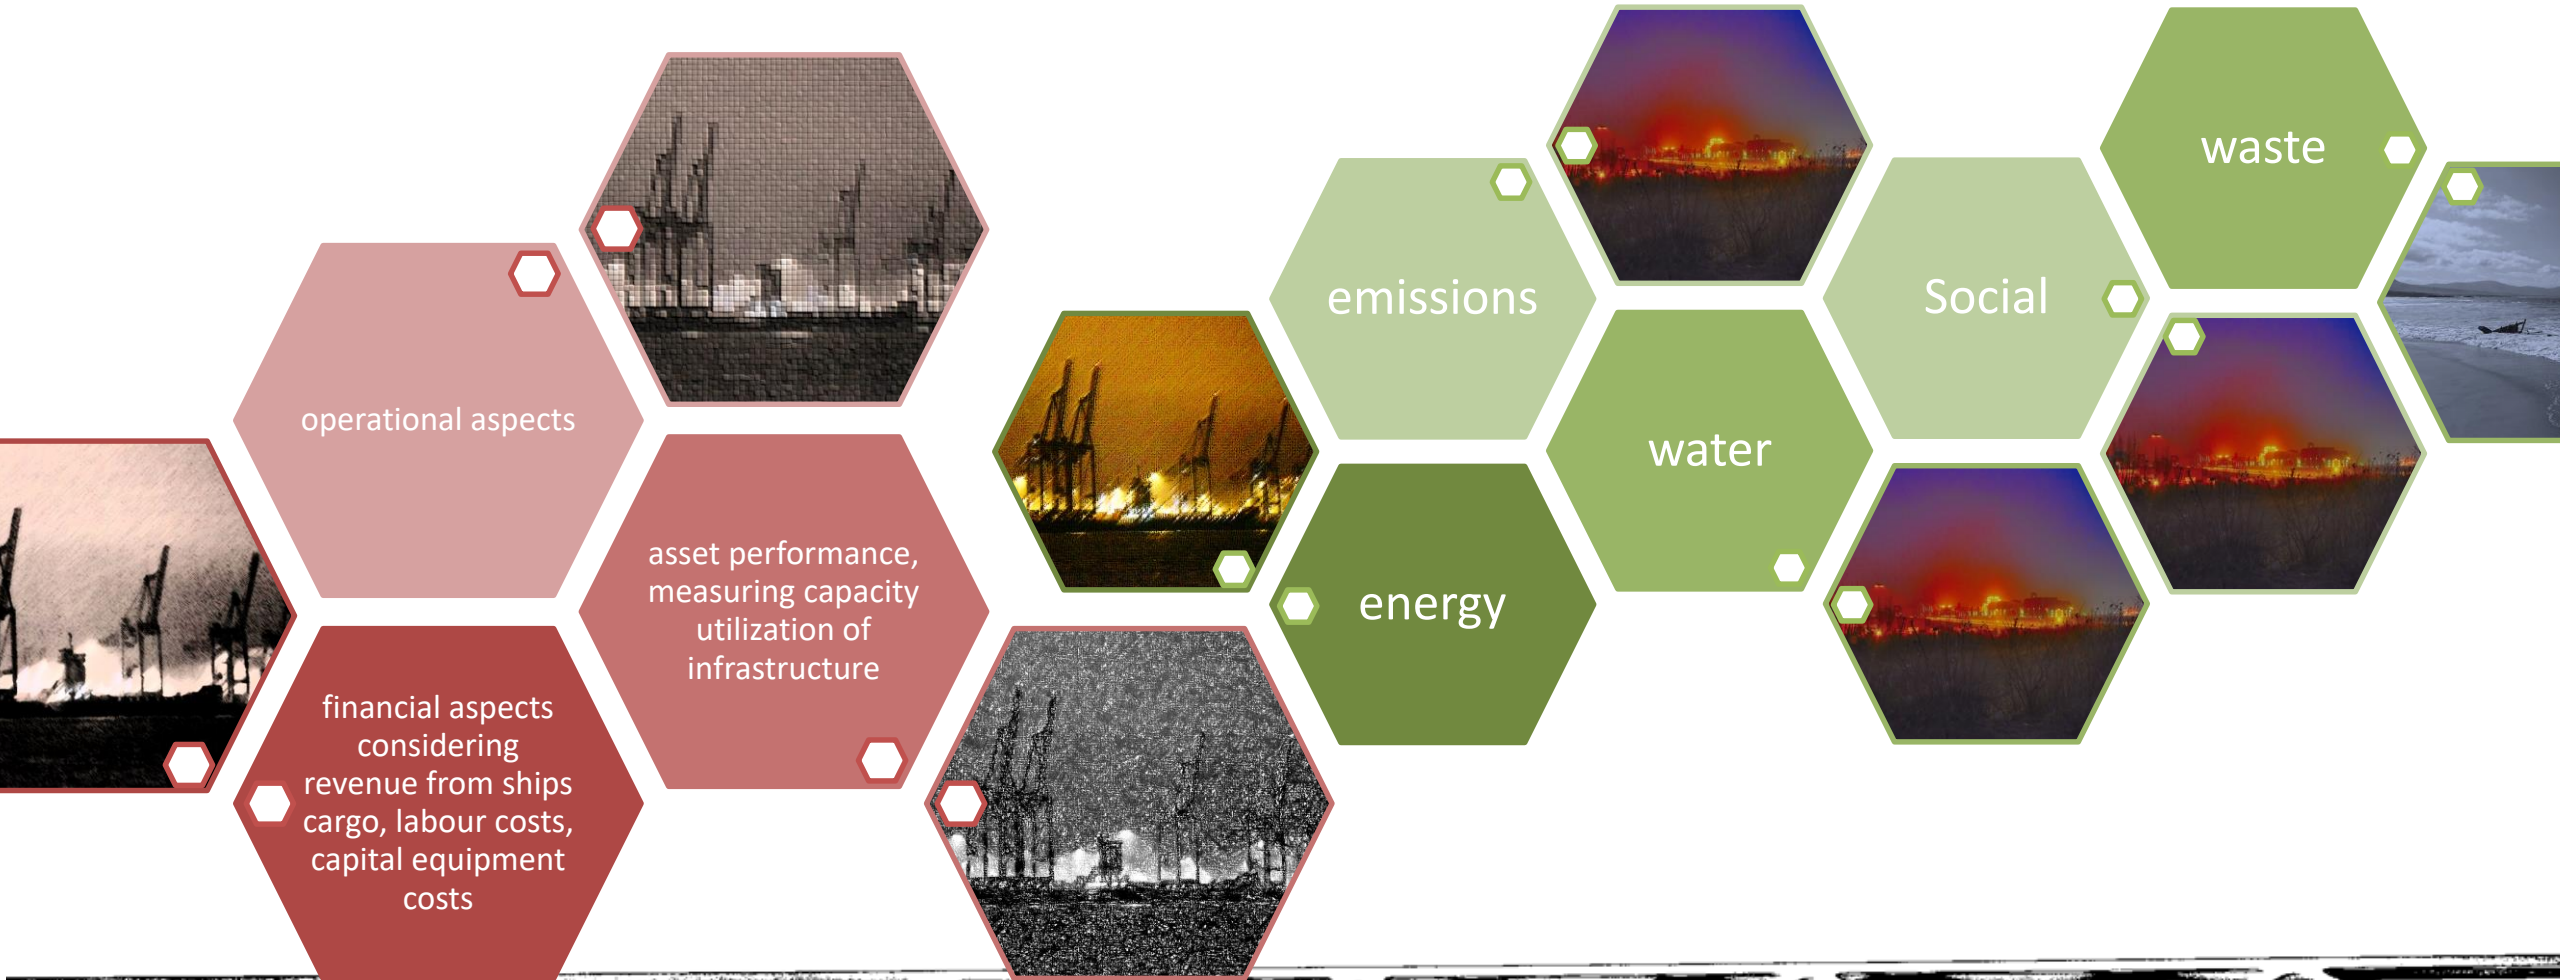 operational aspects
asset performance,
measuring capacity
utilization of
infrastructure
financial aspects
considering
revenue from ships
cargo, labour costs,
capital equipment
costs
emissions
energy
water
Social
waste